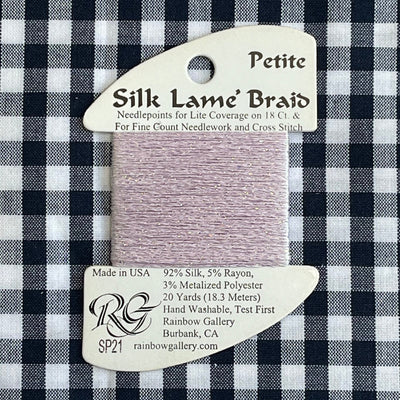 Petite
Silk Lamé Braid
Needlepoints for Lite Coverage on 18 Ct. &
For Fine Count Needlework and Cross Stitch
Made in USA
92% Silk, 5% Rayon,
3% Metalized Polyester
20 Yards (18.3 Meters)
Hand Washable, Test First
Rainbow Gallery
Burbank, CA
RG
SP21
rainbowgallery.com